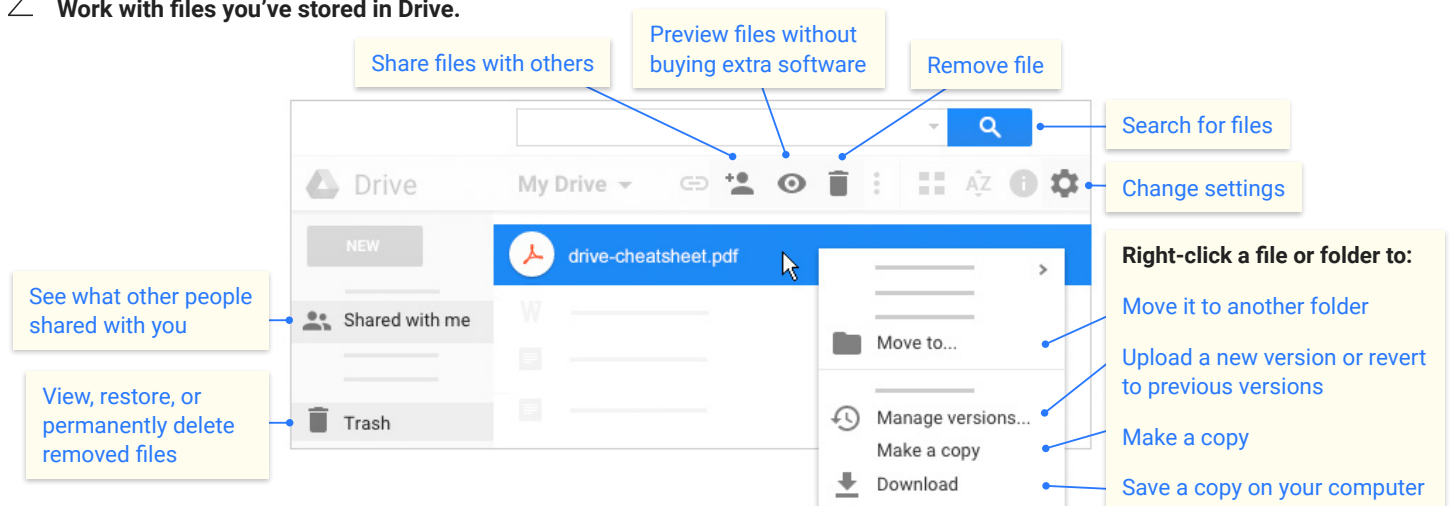 Work with files you’ve stored in Drive.
Share files with others
Preview files without
buying extra software
Remove file
Search for files
Drive
My Drive
AZ
Change settings
NEW
drive-cheatsheet.pdf
Right-click a file or folder to:
See what other people
shared with you
Shared with me
W
Move to...
Move it to another folder
Upload a new version or revert
to previous versions
View, restore, or
permanently delete
removed files
Trash
Manage versions...
Make a copy
Make a copy
Download
Save a copy on your computer